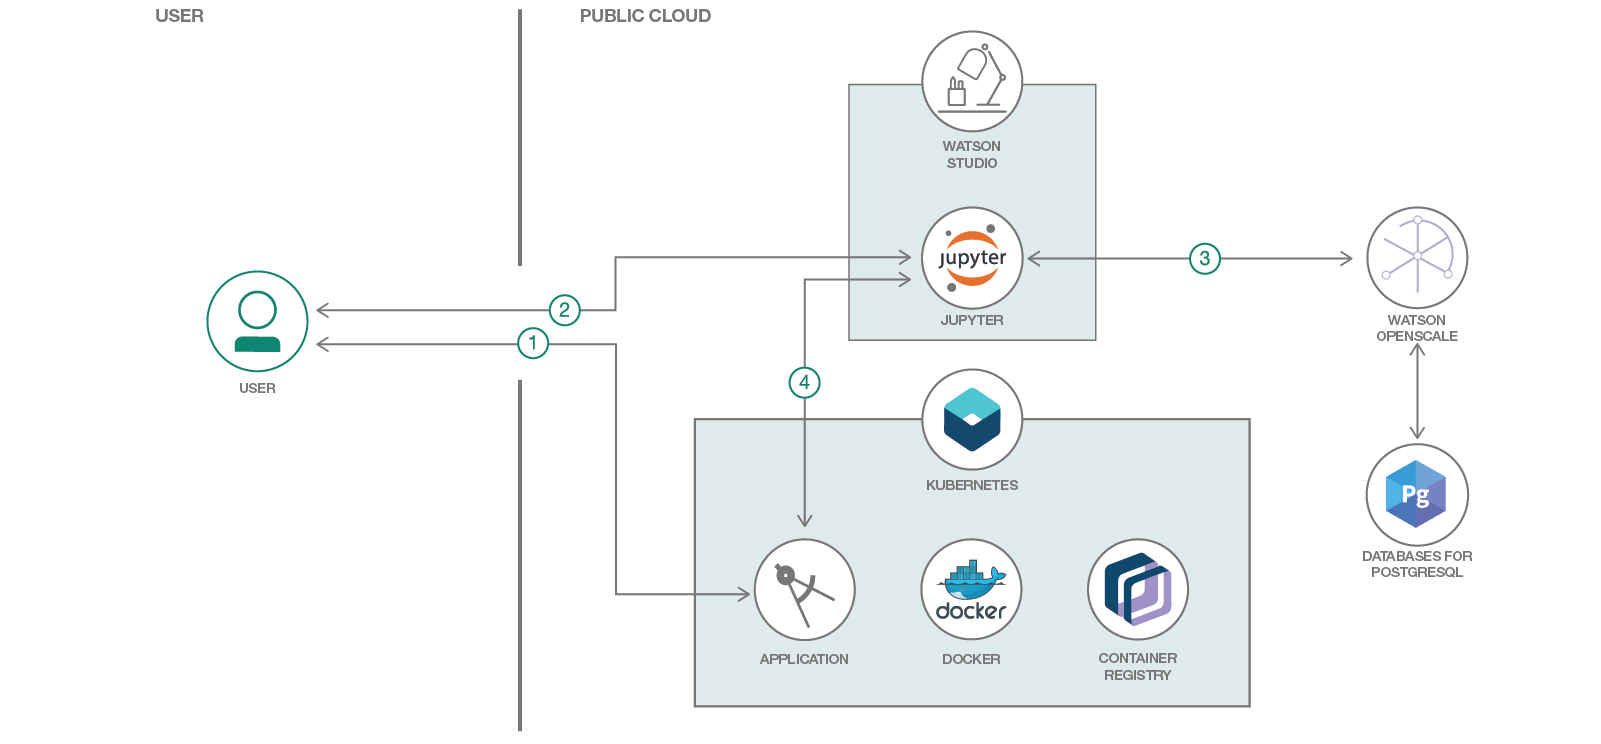 USER
PUBLIC CLOUD
WATSON
STUDIO
jupyter
JUPYTER
3
WATSON
OPENSCALE
2
1
USER
4
KUBERNETES
Pg
DATABASES FOR
POSTGRESQL
APPLICATION
docker
DOCKER
CONTAINER
REGISTRY